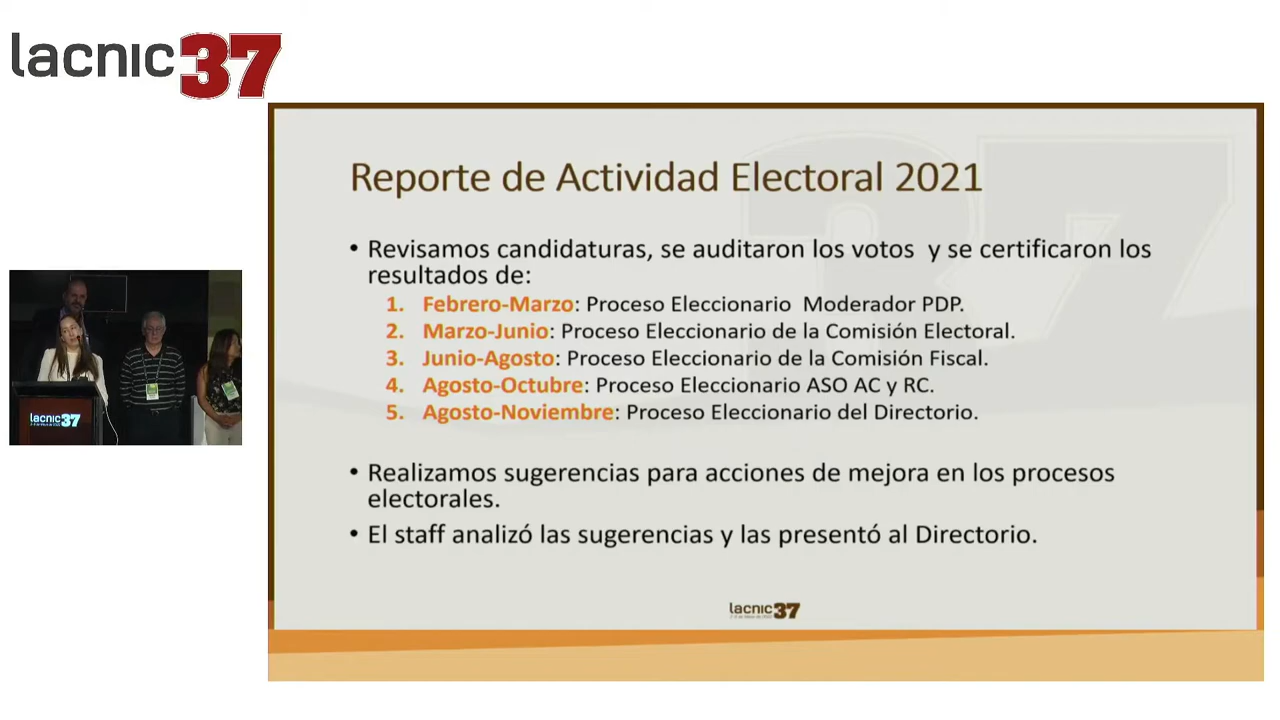 lacnic37
Reporte de Actividad Electoral 2021
• Revisamos candidaturas, se auditaron los votos y se certificaron los
resultados de:
1. Febrero-Marzo: Proceso Eleccionario Moderador PDP.
2. Marzo-Junio: Proceso Eleccionario de la Comisión Electoral.
3. Junio-Agosto: Proceso Eleccionario de la Comisión Fiscal.
4. Agosto-Octubre: Proceso Eleccionario ASO AC y RC.
5. Agosto-Noviembre: Proceso Eleccionario del Directorio.
• Realizamos sugerencias para acciones de mejora en los procesos
electorales.
• El staff analizó las sugerencias y las presentó al Directorio.
lacnic37
lacnic37